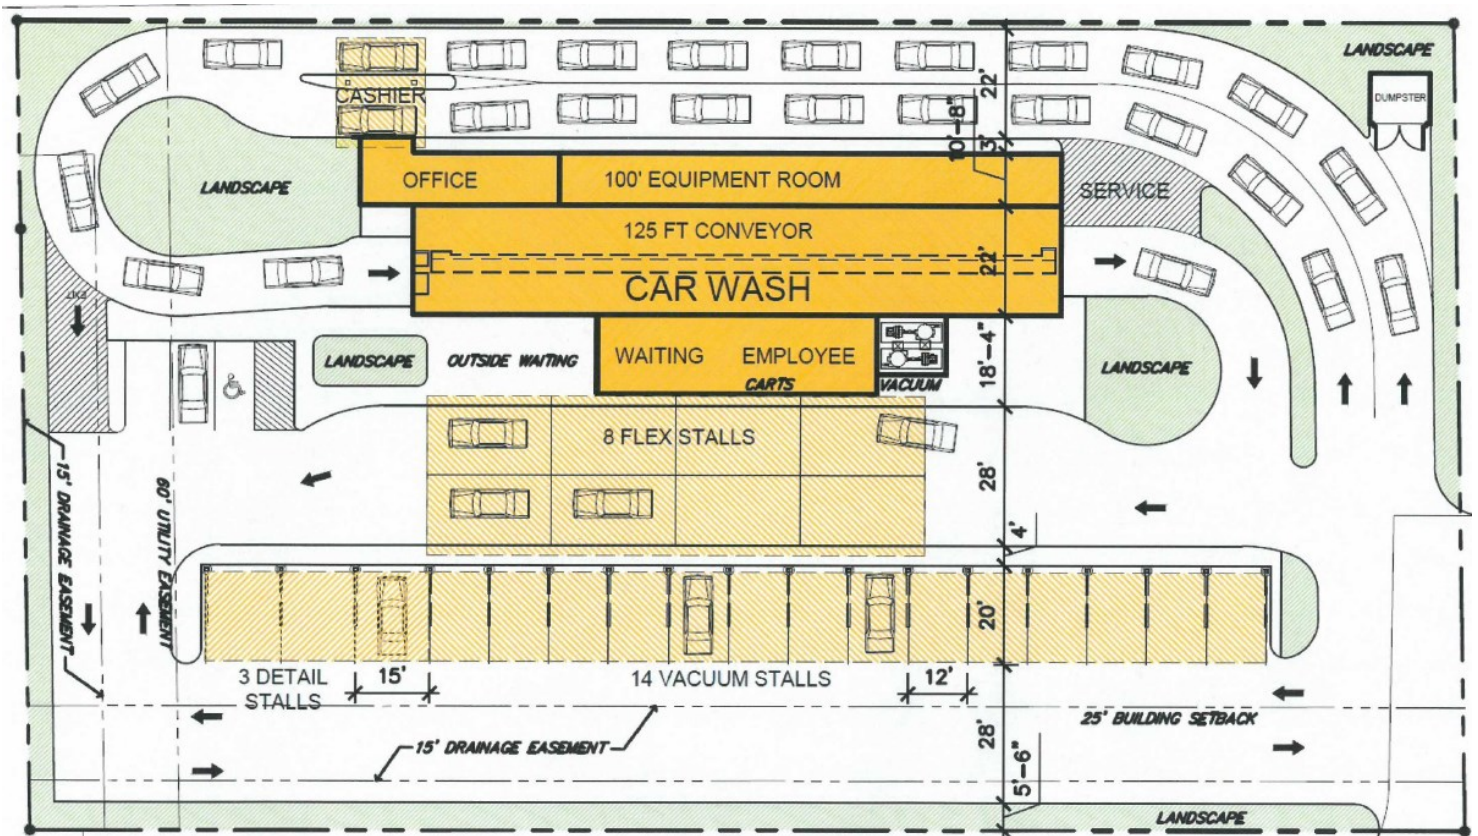 LANDSCAPE
22'
CASHIER
DUMPSTER
10'-8"
3'
OFFICE
100' EQUIPMENT ROOM
SERVICE
LANDSCAPE
125 FT CONVEYOR
22'
CAR WASH
EXIT
LANDSCAPE
OUTSIDE WAITING
WAITING
EMPLOYEE
CARTS
VACUUM
18'-4"
LANDSCAPE
8 FLEX STALLS
28'
15' DRAINAGE EASEMENT
60' UTILITY EASEMENT
4'
20'
3 DETAIL
STALLS
15'
14 VACUUM STALLS
12'
25' BUILDING SETBACK
15' DRAINAGE EASEMENT
28'
5'-6"
LANDSCAPE